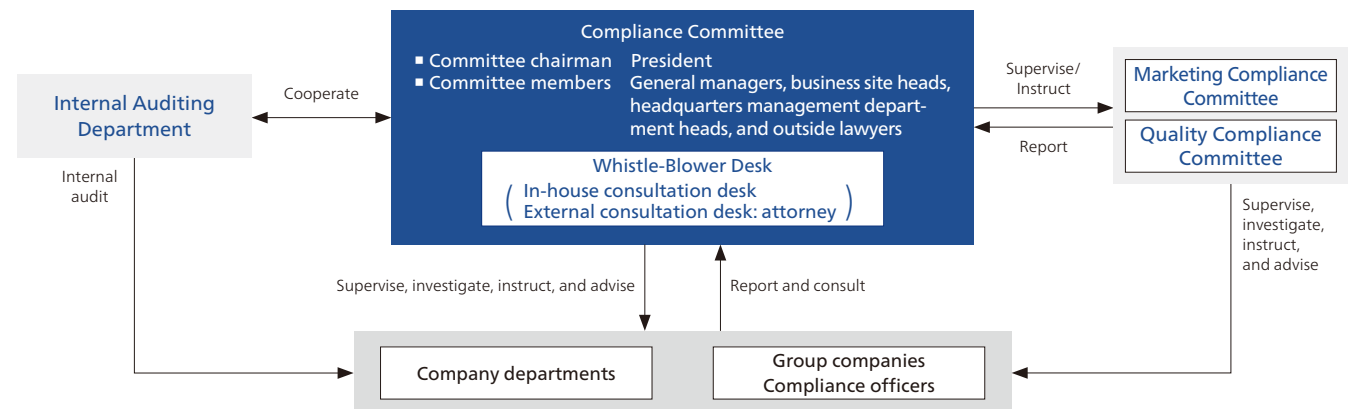 Compliance Committee
■ Committee chairman President
■ Committee members General managers, business site heads,
headquarters management depart-
ment heads, and outside lawyers
Whistle-Blower Desk
( In-house consultation desk
External consultation desk: attorney )
Internal Auditing
Department
Cooperate
Supervise/
Instruct
Report
Marketing Compliance
Committee
Quality Compliance
Committee
Internal
audit
Supervise, investigate, instruct, and advise
Report and consult
Supervise,
investigate,
instruct,
and advise
Company departments
Group companies
Compliance officers